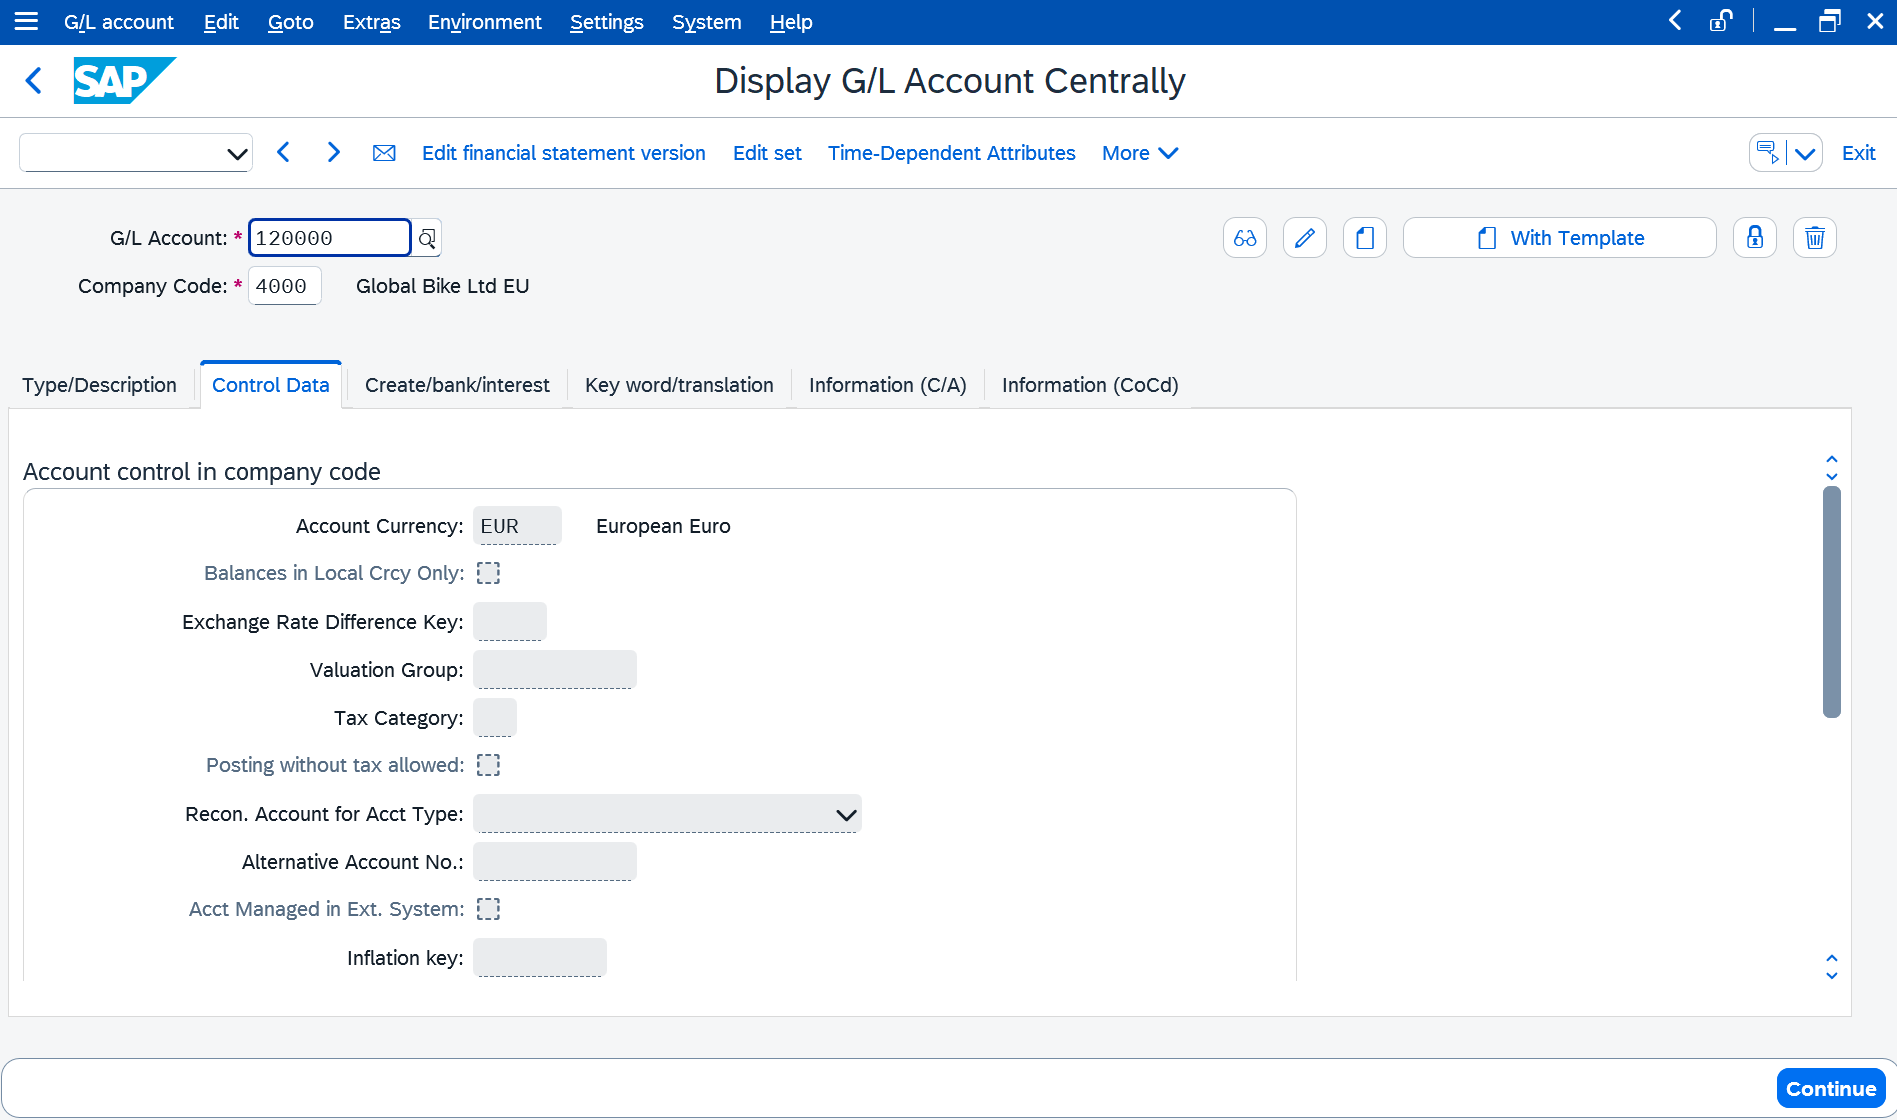 G/L account Edit Goto Extras Environment Settings System Help
SAP Display G/L Account Centrally
Edit financial statement version Edit set Time-Dependent Attributes More Exit
G/L Account: * 120000 With Template
Company Code: * 4000 Global Bike Ltd EU
Type/Description Control Data Create/bank/interest Key word/translation Information (C/A) Information (CoCd)
Account control in company code
Account Currency: EUR European Euro
Balances in Local Crcy Only:
Exchange Rate Difference Key:
Valuation Group:
Tax Category:
Posting without tax allowed:
Recon. Account for Acct Type:
Alternative Account No.:
Acct Managed in Ext. System:
Inflation key:
Continue